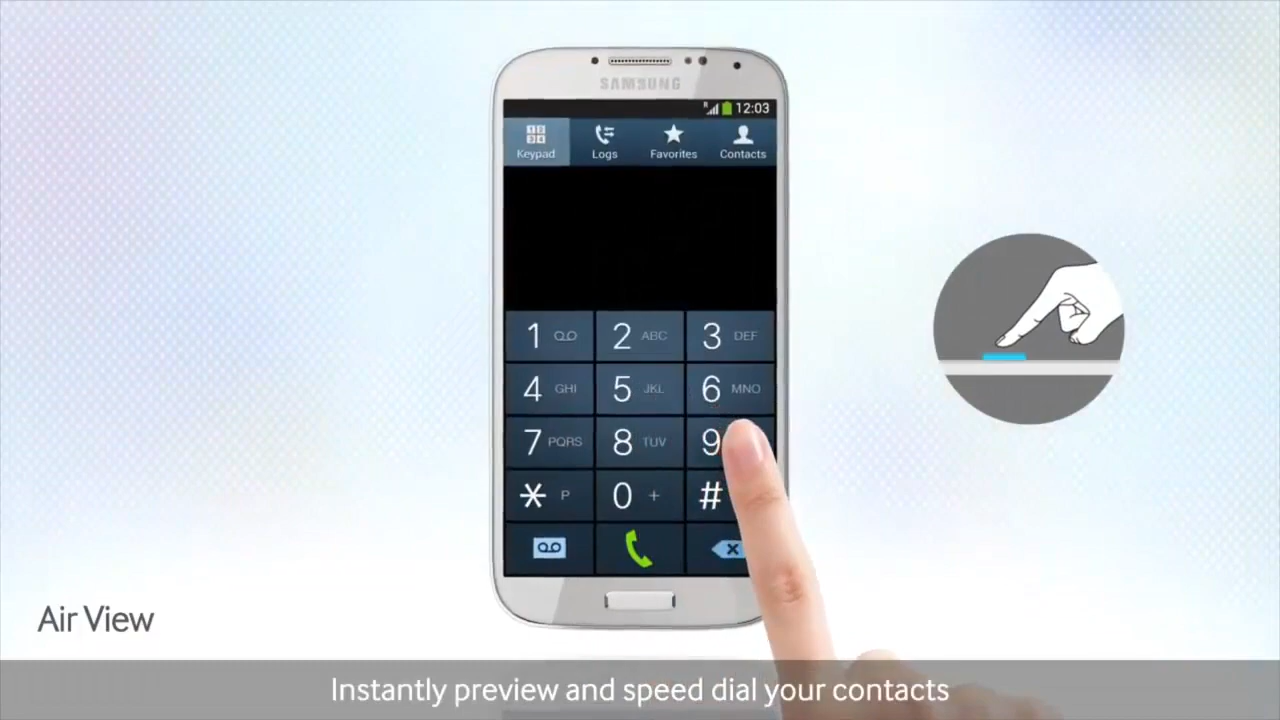 SAMSUNG
12:03
Keypad Logs Favorites Contacts
1 2 ABC 3 DEF
4 GHI 5 JKL 6 MNO
7 PQRS 8 TUV 9
* P 0 + #
Air View
Instantly preview and speed dial your contacts